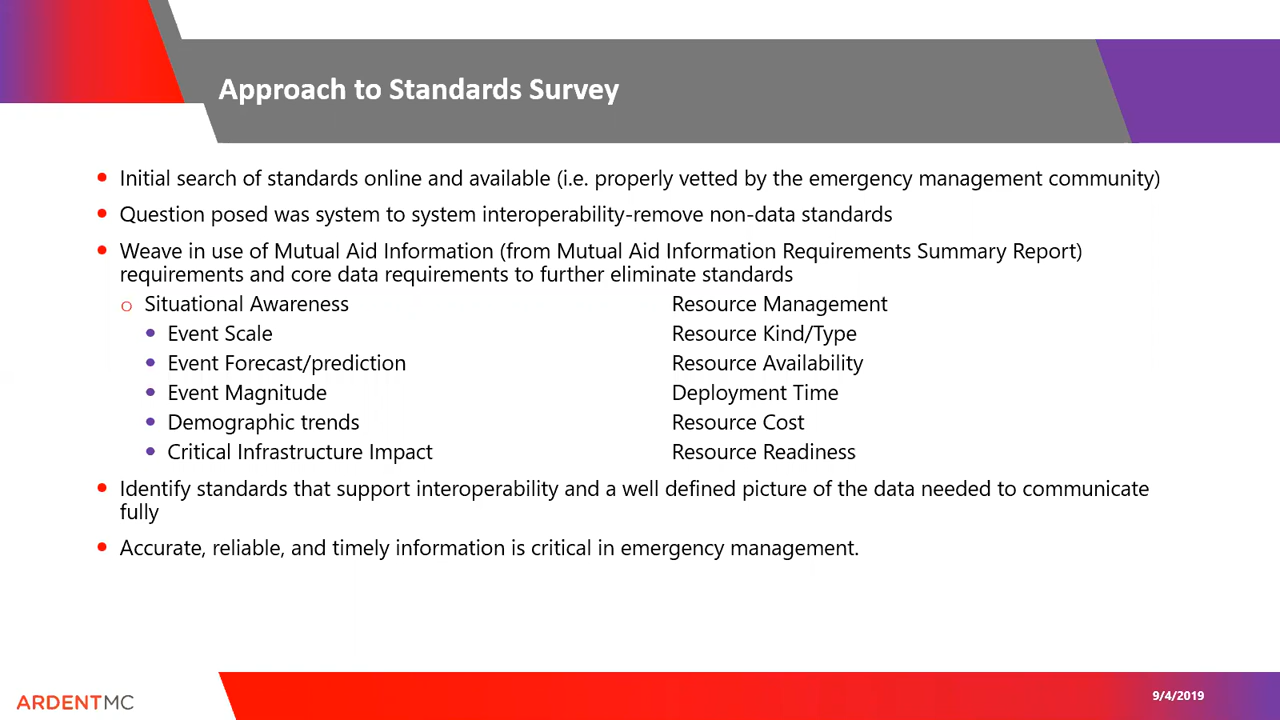 Approach to Standards Survey
Initial search of standards online and available (i.e. properly vetted by the emergency management community)
Question posed was system to system interoperability-remove non-data standards
Weave in use of Mutual Aid Information (from Mutual Aid Information Requirements Summary Report)
requirements and core data requirements to further eliminate standards
Situational Awareness Resource Management
Event Scale Resource Kind/Type
Event Forecast/prediction Resource Availability
Event Magnitude Deployment Time
Demographic trends Resource Cost
Critical Infrastructure Impact Resource Readiness
Identify standards that support interoperability and a well defined picture of the data needed to communicate
fully
Accurate, reliable, and timely information is critical in emergency management.
ARDENTMC
9/4/2019